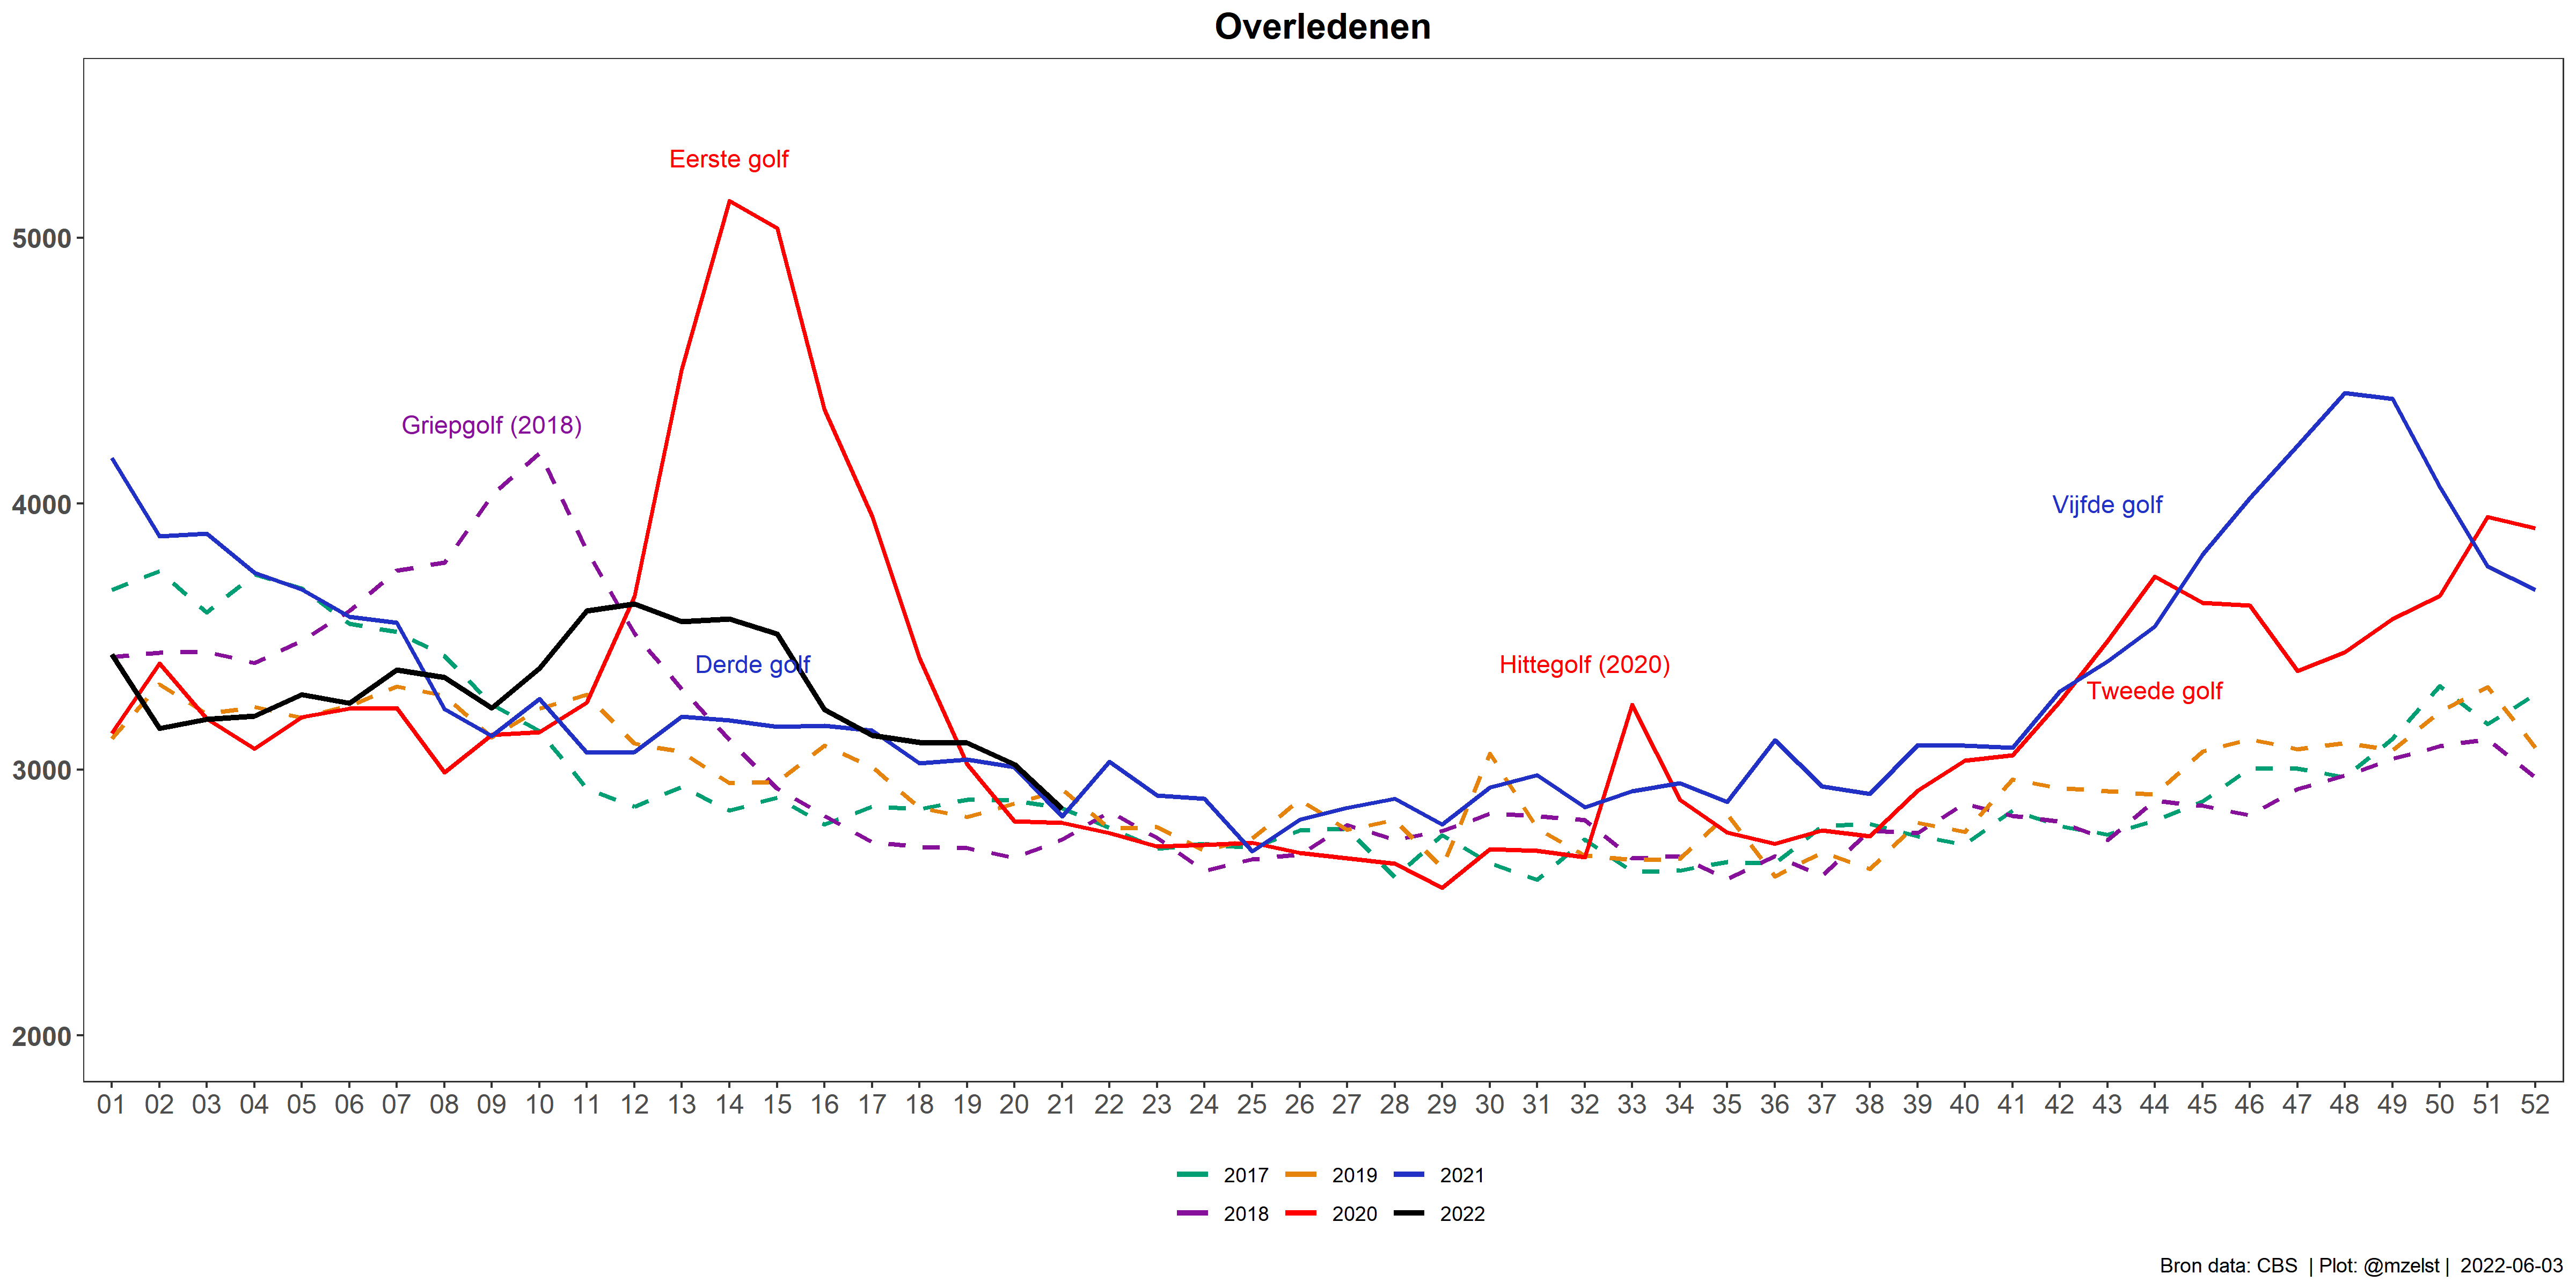 Overledenen
Eerste golf
5000
Griepgolf (2018)
4000
Vijfde golf
Derde golf
Hittegolf (2020)
Tweede golf
3000
2000
01 02 03 04 05 06 07 08 09 10 11 12 13 14 15 16 17 18 19 20 21 22 23 24 25 26 27 28 29 30 31 32 33 34 35 36 37 38 39 40 41 42 43 44 45 46 47 48 49 50 51 52
2017 2019 2021
2018 2020 2022
Bron data: CBS | Plot: @mzelst | 2022-06-03